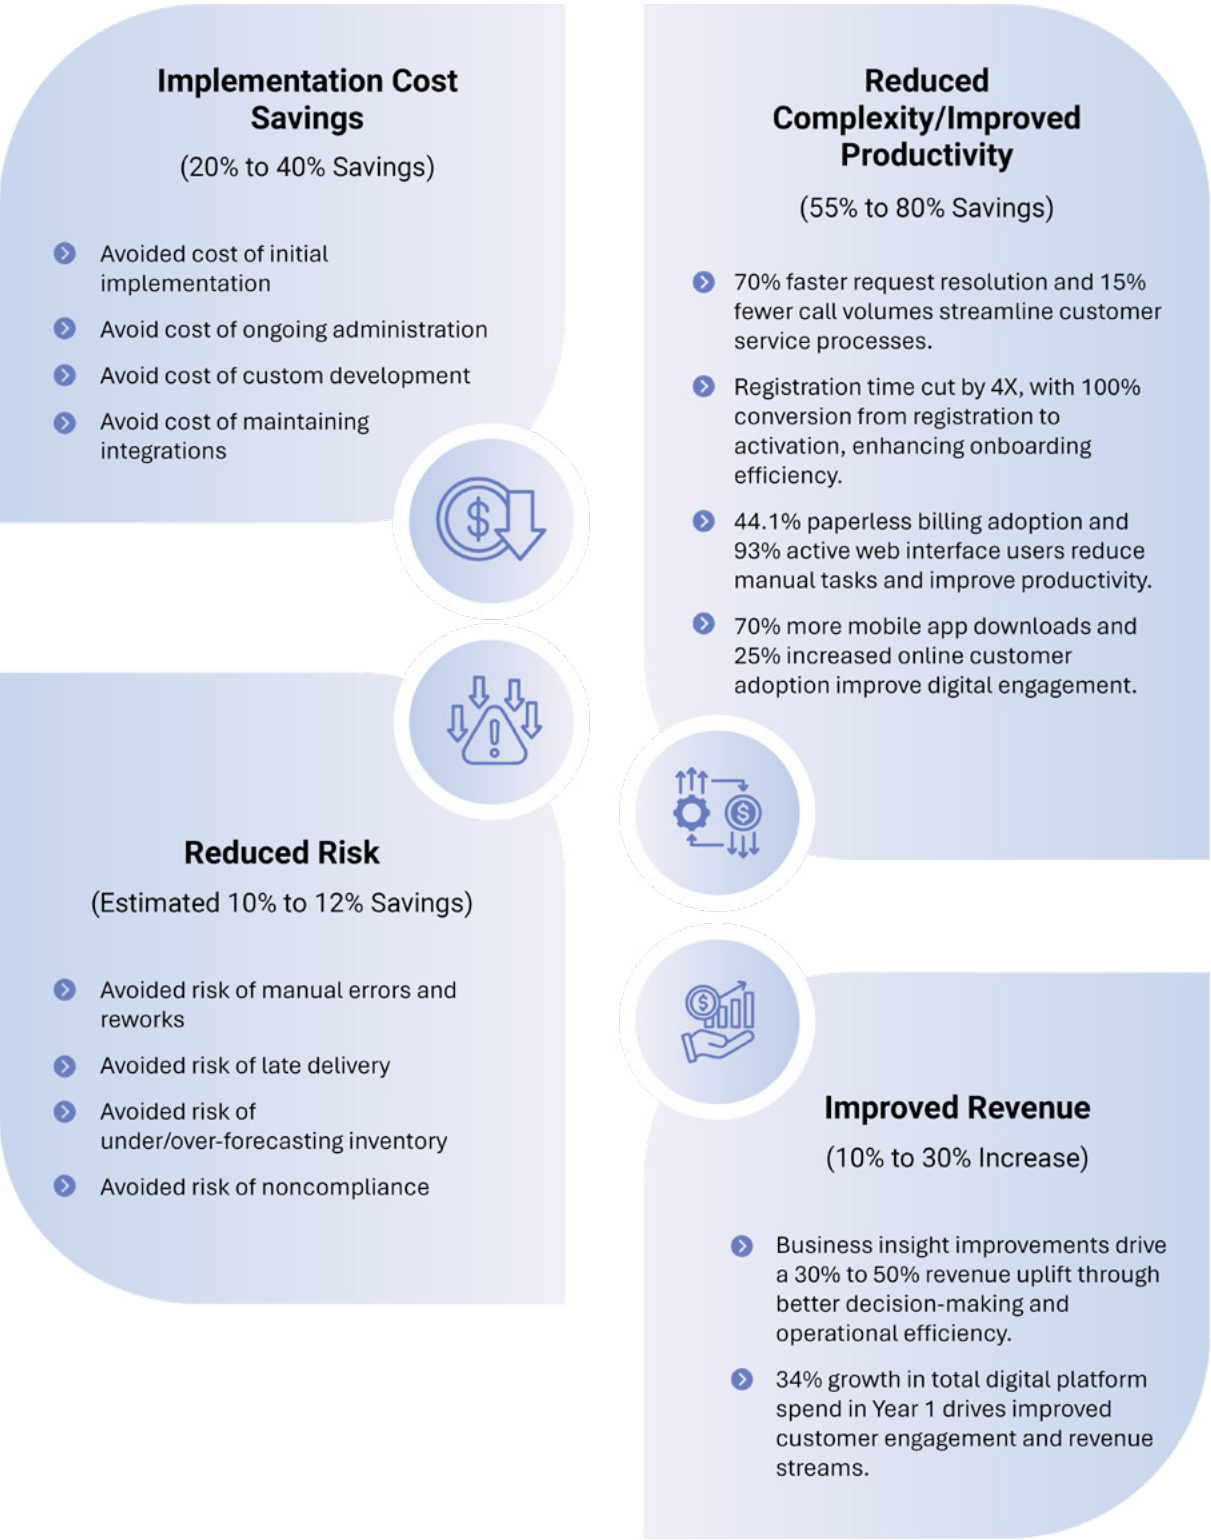 Implementation Cost
Savings
(20% to 40% Savings)
Avoided cost of initial
implementation
Avoid cost of ongoing administration
Avoid cost of custom development
Avoid cost of maintaining
integrations
$
Reduced Risk
(Estimated 10% to 12% Savings)
Avoided risk of manual errors and
reworks
Avoided risk of late delivery
Avoided risk of
under/over-forecasting inventory
Avoided risk of noncompliance
Reduced
Complexity/Improved
Productivity
(55% to 80% Savings)
70% faster request resolution and 15%
fewer call volumes streamline customer
service processes.
Registration time cut by 4X, with 100%
conversion from registration to
activation, enhancing onboarding
efficiency.
44.1% paperless billing adoption and
93% active web interface users reduce
manual tasks and improve productivity.
70% more mobile app downloads and
25% increased online customer
adoption improve digital engagement.
$
$
Improved Revenue
(10% to 30% Increase)
Business insight improvements drive
a 30% to 50% revenue uplift through
better decision-making and
operational efficiency.
34% growth in total digital platform
spend in Year 1 drives improved
customer engagement and revenue
streams.